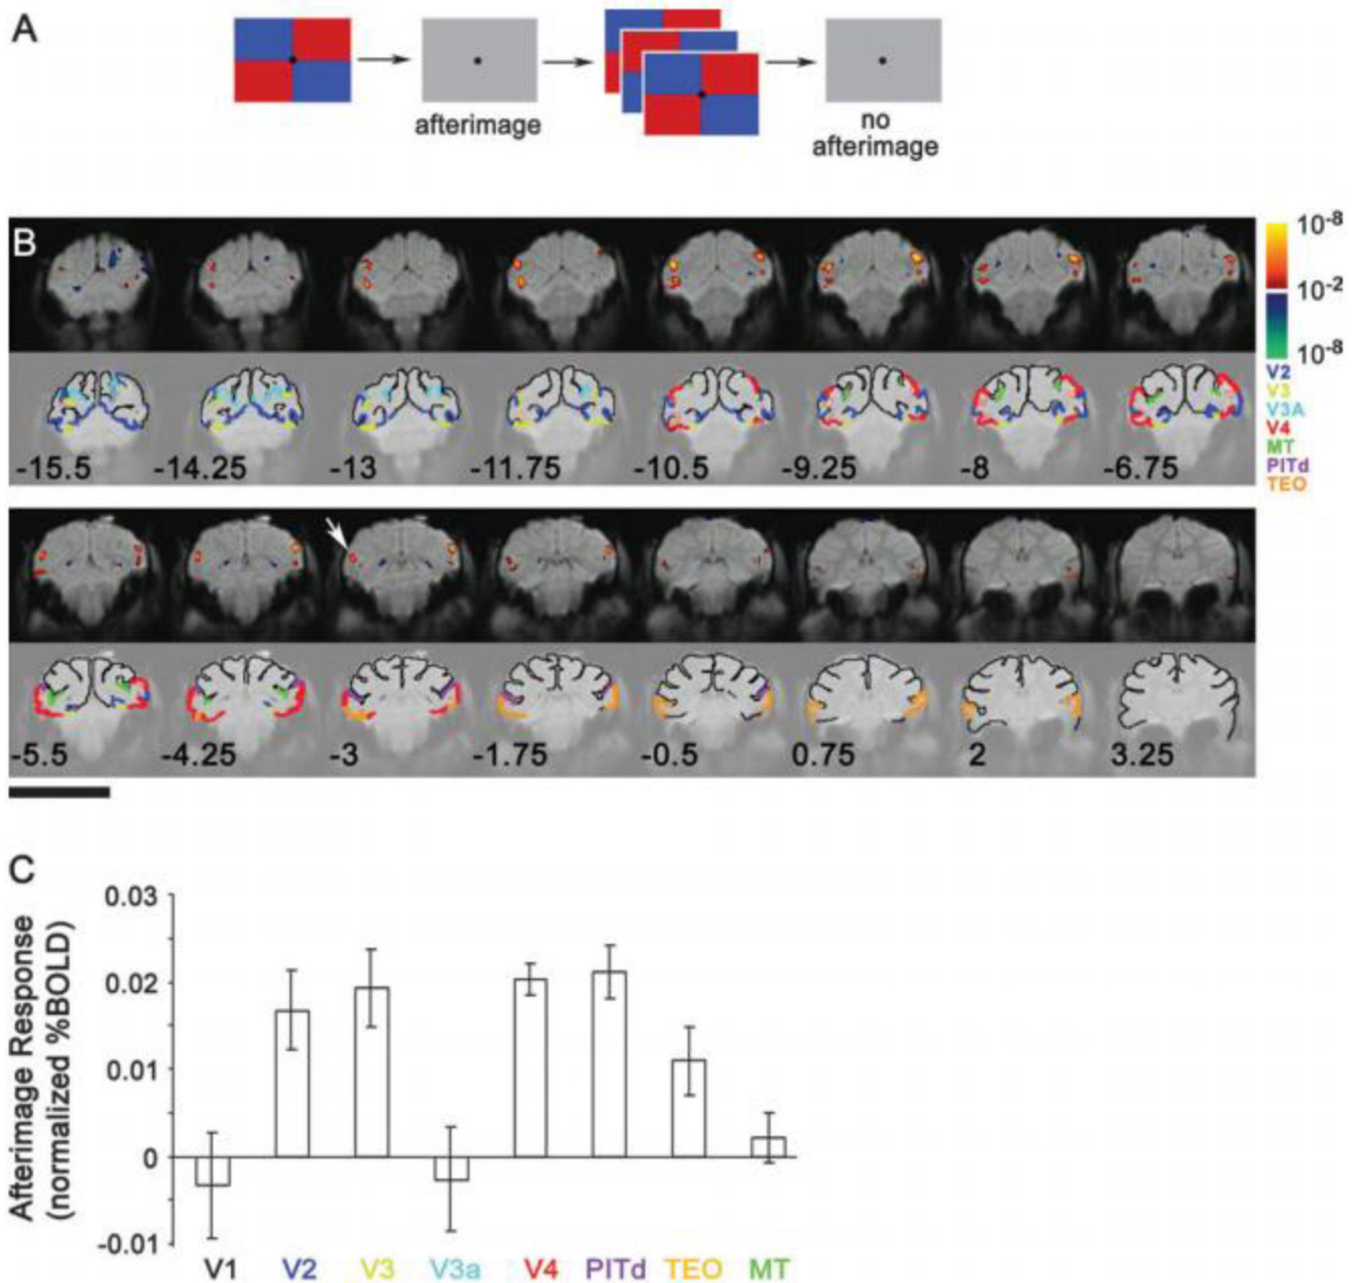 A
afterimage
no
afterimage
B
10-8
10-2
10-8
V2
V3
V3A
V4
MT
PITd
TEO
-15.5 -14.25 -13 -11.75 -10.5 -9.25 -8 -6.75
-5.5 -4.25 -3 -1.75 -0.5 0.75 2 3.25
C
Afterimage Response
(normalized %BOLD)
0.03
0.02
0.01
0
-0.01
V1 V2 V3 V3a V4 PITd TEO MT